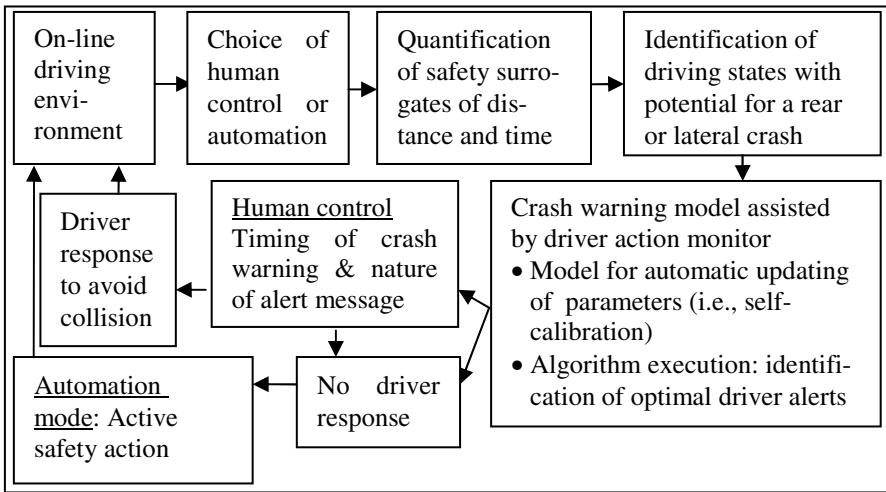 On-line
driving
envi-
ronment
Choice of
human
control or
automation
Quantification
of safety surro-
gates of dis-
tance and time
Identification of
driving states with
potential for a rear
or lateral crash
Crash warning model assisted
by driver action monitor
• Model for automatic updating
of parameters (i.e., self-
calibration)
• Algorithm execution: identifi-
cation of optimal driver alerts
Human control
Timing of crash
warning & nature
of alert message
Driver
response
to avoid
collision
No driver
response
Automation
mode: Active
safety action